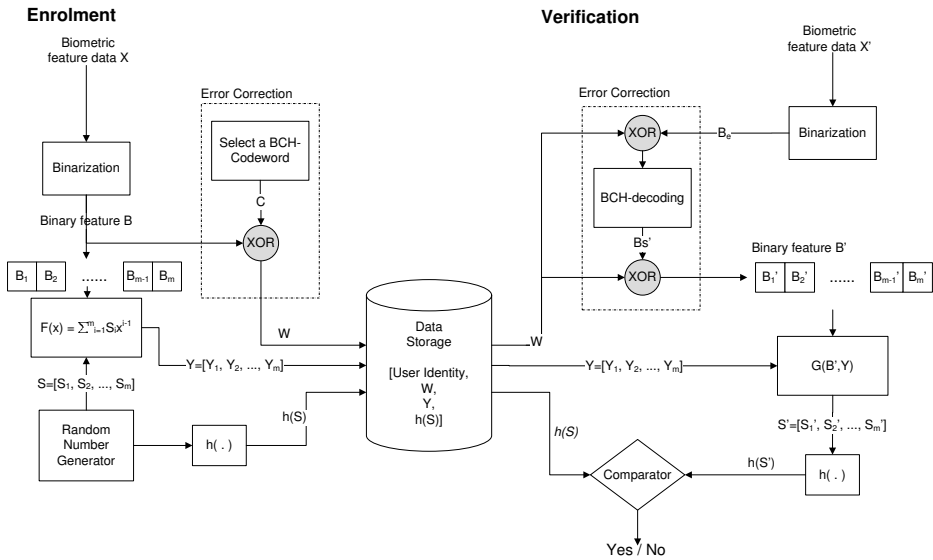 Enrolment
Biometric
feature data X
Binarization
Binary feature B
B1 B2 ...... Bm-1 Bm
F(x) = ∑ᵐi=1Sixⁱ⁻¹
S=[S1, S2, ..., Sm]
Random
Number
Generator
h( . )
h(S)
Error Correction
Select a BCH-
Codeword
C
XOR
W
Y=[Y1, Y2, ..., Ym]
Data
Storage
[User Identity,
W,
Y,
h(S)]
Verification
Biometric
feature data X'
Binarization
Be
Error Correction
XOR
BCH-decoding
Bs'
XOR
W
Binary feature B'
B1' B2' ...... Bm-1' Bm'
Y=[Y1, Y2, ..., Ym]
G(B',Y)
S'=[S1', S2', ..., Sm']
h( . )
h(S')
h(S)
Comparator
Yes / No